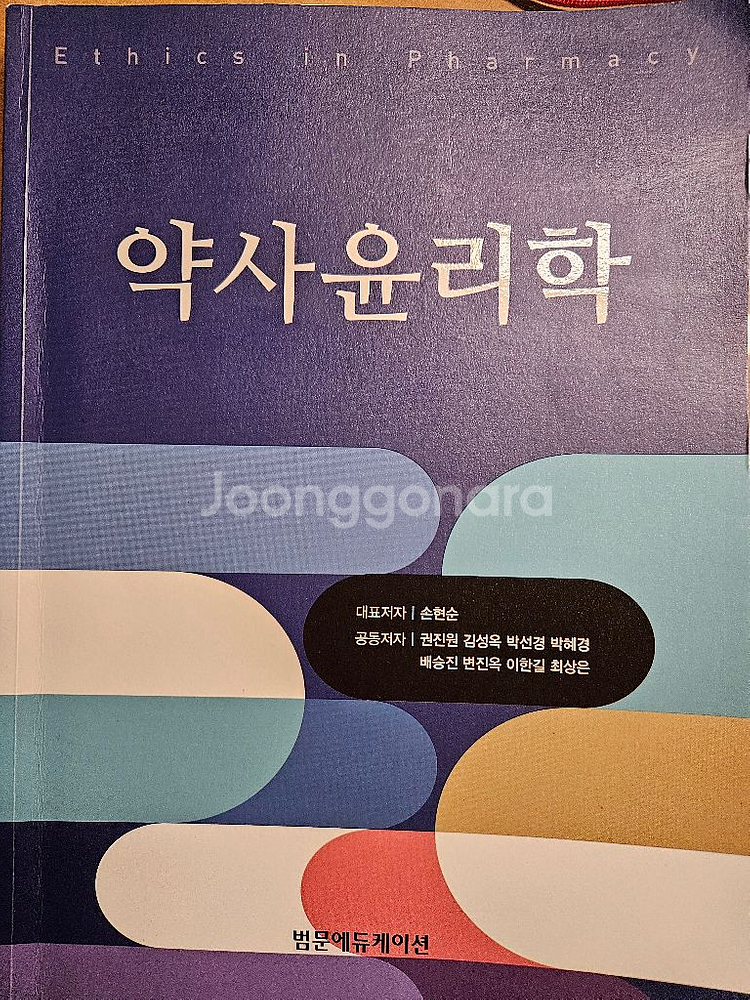 Ethics in Pharmacy
약사윤리학
Joonggonara
대표저자 | 손현순
공동저자 | 권진원 김성옥 박선경 박혜경
배승진 변진옥 이한길 최상은
범문에듀케이션